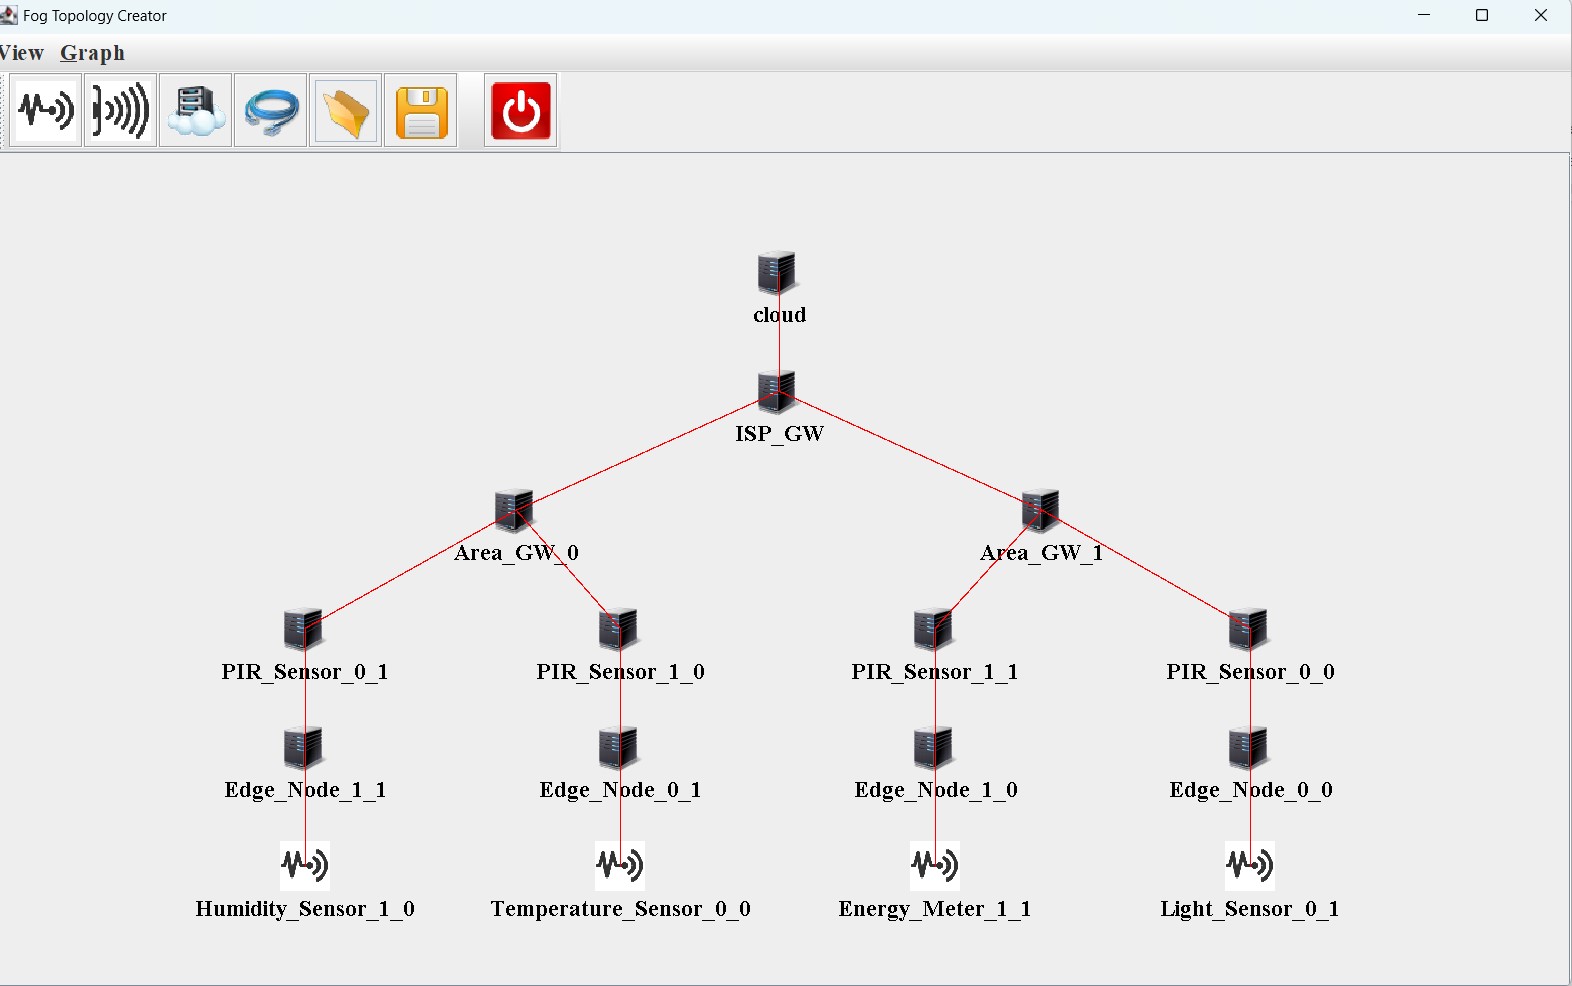 Fog Topology Creator
View Graph
cloud
ISP_GW
Area_GW_0 Area_GW_1
PIR_Sensor_0_1 PIR_Sensor_1_0 PIR_Sensor_1_1 PIR_Sensor_0_0
Edge_Node_1_1 Edge_Node_0_1 Edge_Node_1_0 Edge_Node_0_0
Humidity_Sensor_1_0 Temperature_Sensor_0_0 Energy_Meter_1_1 Light_Sensor_0_1